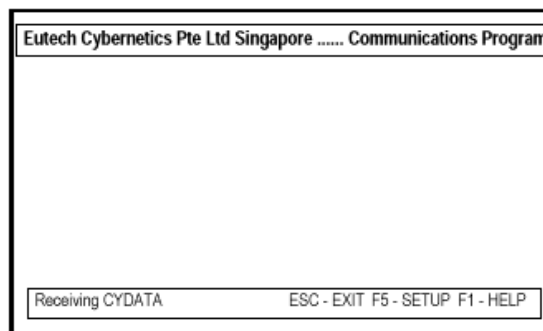 Eutech Cybernetics Pte Ltd Singapore ...... Communications Program
Receiving CYDATA ESC - EXIT F5 - SETUP F1 - HELP